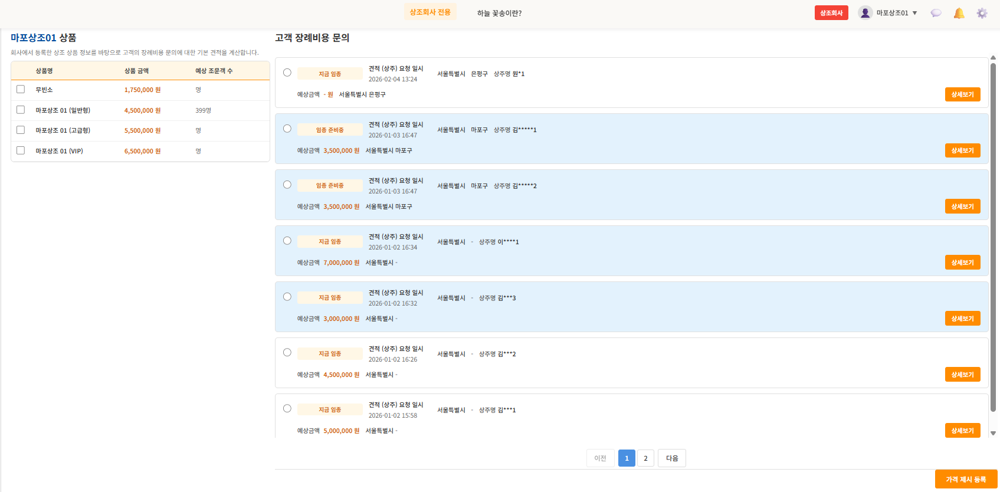 상조회사 전용
하늘 꽃송이란?
상조회사
마포상조01 ▼
마포상조01 상품
회사에서 등록한 상조 상품 정보를 바탕으로 고객의 장례비용 문의에 대한 기본 견적을 계산합니다.
상품명 상품 금액 예상 조문객 수
무빈소 1,750,000 원 명
마포상조 01 (일반형) 4,500,000 원 399명
마포상조 01 (고급형) 5,500,000 원 명
마포상조 01 (VIP) 6,500,000 원 명
고객 장례비용 문의
지금 임종 견적 (상주) 요청 일시 서울특별시 은평구 상주명 원*1
2026-02-04 13:24
예상금액 - 원 서울특별시 은평구 상세보기
임종 준비중 견적 (상주) 요청 일시 서울특별시 마포구 상주명 김*****1
2026-01-03 16:47
예상금액 3,500,000 원 서울특별시 마포구 상세보기
임종 준비중 견적 (상주) 요청 일시 서울특별시 마포구 상주명 김*****2
2026-01-03 16:47
예상금액 3,500,000 원 서울특별시 마포구 상세보기
지금 임종 견적 (상주) 요청 일시 서울특별시 - 상주명 이****1
2026-01-02 16:34
예상금액 7,000,000 원 서울특별시 - 상세보기
지금 임종 견적 (상주) 요청 일시 서울특별시 - 상주명 김***3
2026-01-02 16:32
예상금액 3,000,000 원 서울특별시 - 상세보기
지금 임종 견적 (상주) 요청 일시 서울특별시 - 상주명 김***2
2026-01-02 16:26
예상금액 4,500,000 원 서울특별시 - 상세보기
지금 임종 견적 (상주) 요청 일시 서울특별시 - 상주명 김***1
2026-01-02 15:58
예상금액 5,000,000 원 서울특별시 - 상세보기
이전 1 2 다음
가격 제시 등록